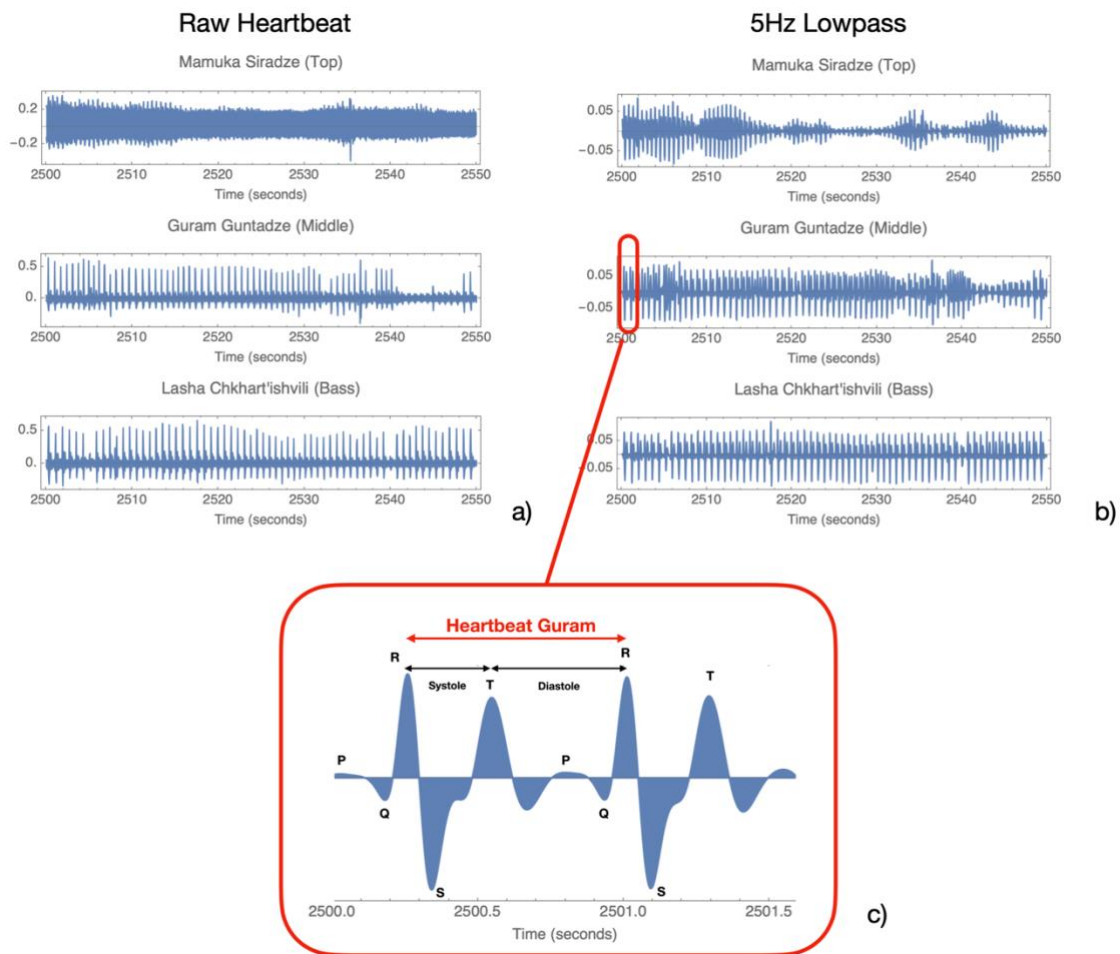 Raw Heartbeat
Mamuka Siradze (Top)
0.2
-0.2
2500 2510 2520 2530 2540 2550
Time (seconds)
Guram Guntadze (Middle)
0.5
0.
2500 2510 2520 2530 2540 2550
Time (seconds)
Lasha Chkhart'ishvili (Bass)
0.5
0.
2500 2510 2520 2530 2540 2550
Time (seconds)
a)
5Hz Lowpass
Mamuka Siradze (Top)
0.05
-0.05
2500 2510 2520 2530 2540 2550
Time (seconds)
Guram Guntadze (Middle)
0.05
-0.05
2500 2510 2520 2530 2540 2550
Time (seconds)
Lasha Chkhart'ishvili (Bass)
0.05
-0.05
2500 2510 2520 2530 2540 2550
Time (seconds)
b)
Heartbeat Guram
R R
Systole T Diastole T
P P
Q Q
S S
2500.0 2500.5 2501.0 2501.5
Time (seconds)
c)